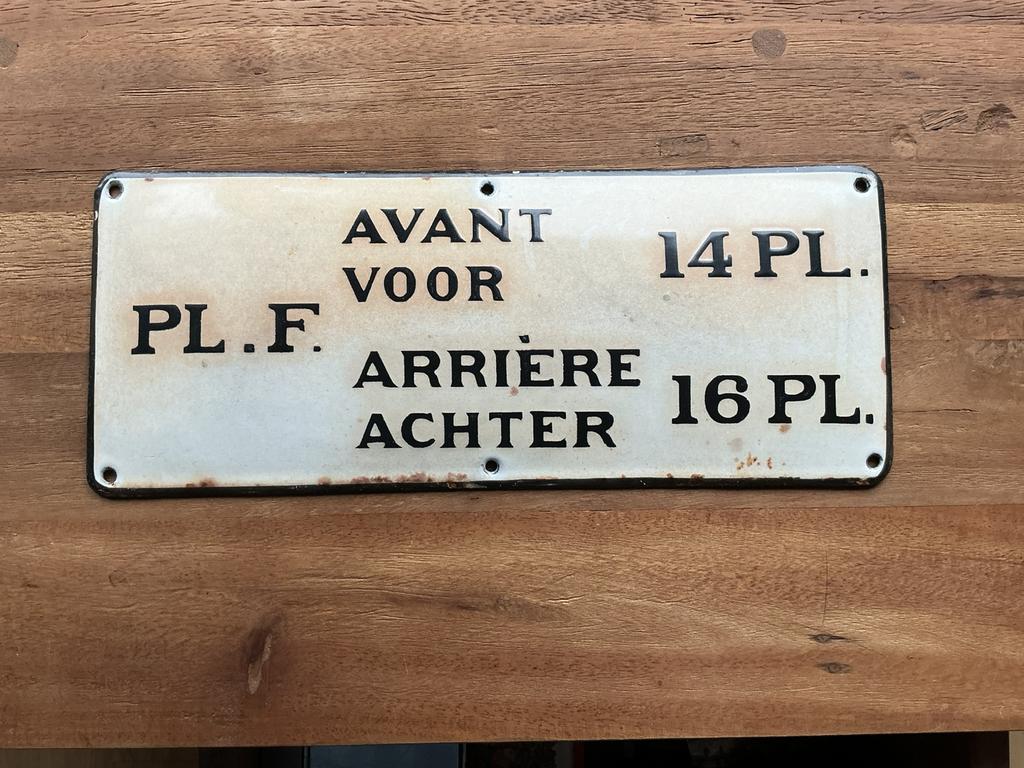 PL.F.
AVANT
VOOR
14 PL.
ARRIÈRE
ACHTER
16 PL.